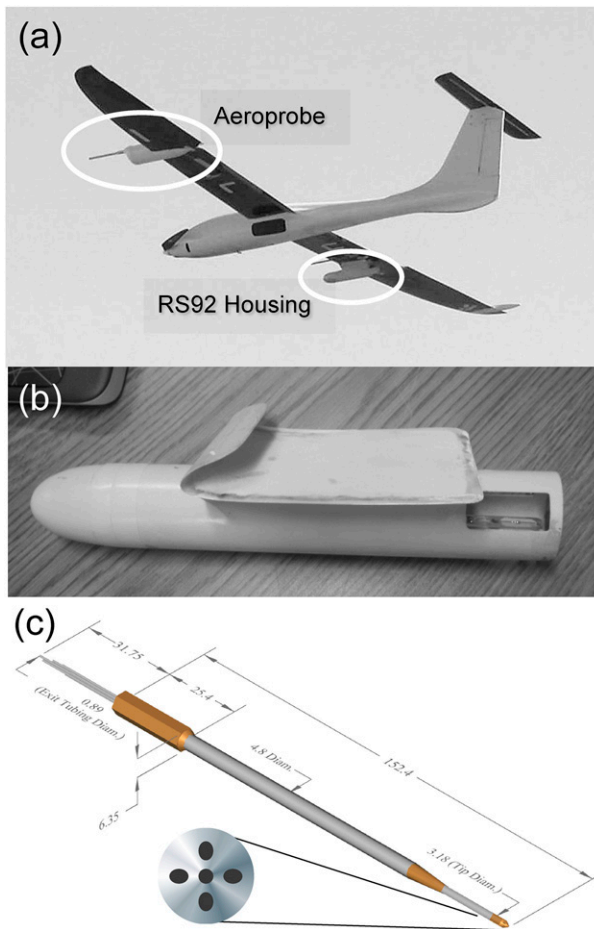 (a)
Aeroprobe
RS92 Housing
(b)
(c)
31.75
25.4
0.89
(Exit Tubing Diam.)
6.35
4.8 Diam.
152.4
3.18 (Tip Diam.)